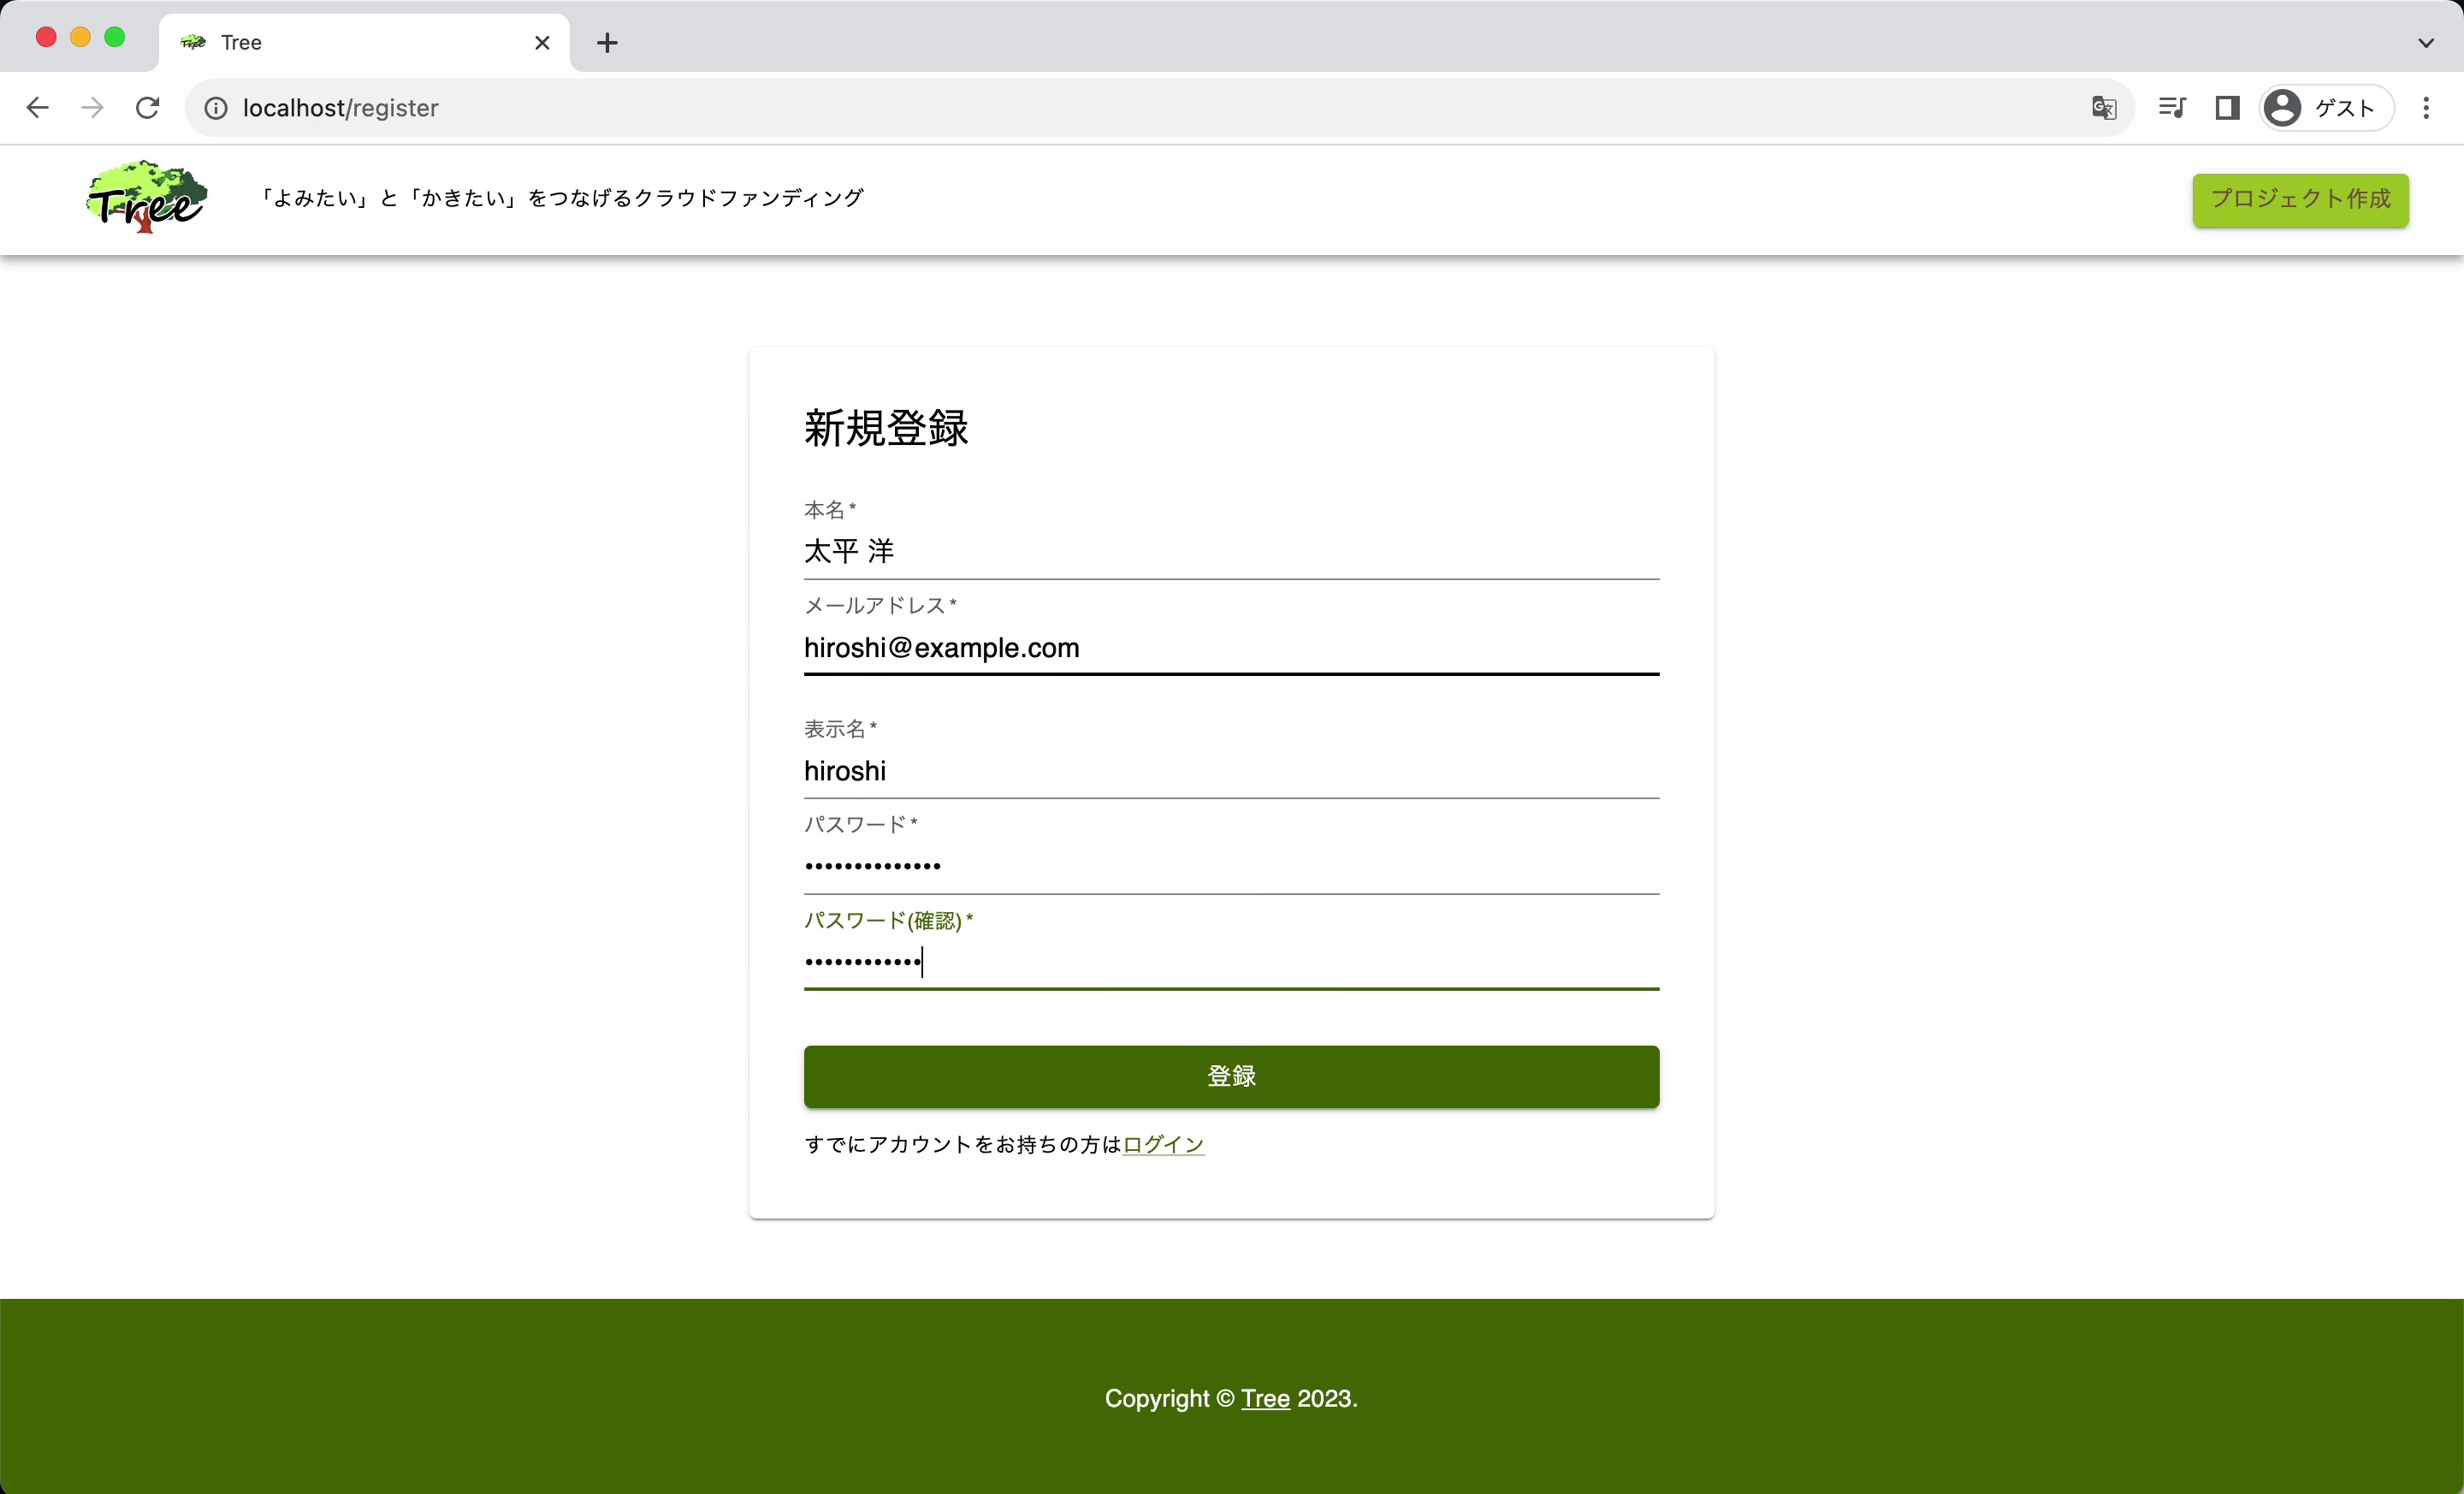 Tree
localhost/register
ゲスト
Tree
「よみたい」と「かきたい」をつなげるクラウドファンディング
プロジェクト作成
新規登録
本名 *
太平 洋
メールアドレス *
hiroshi@example.com
表示名 *
hiroshi
パスワード *
••••••••••••••
パスワード(確認) *
••••••••••••
登録
すでにアカウントをお持ちの方はログイン
Copyright © Tree 2023.